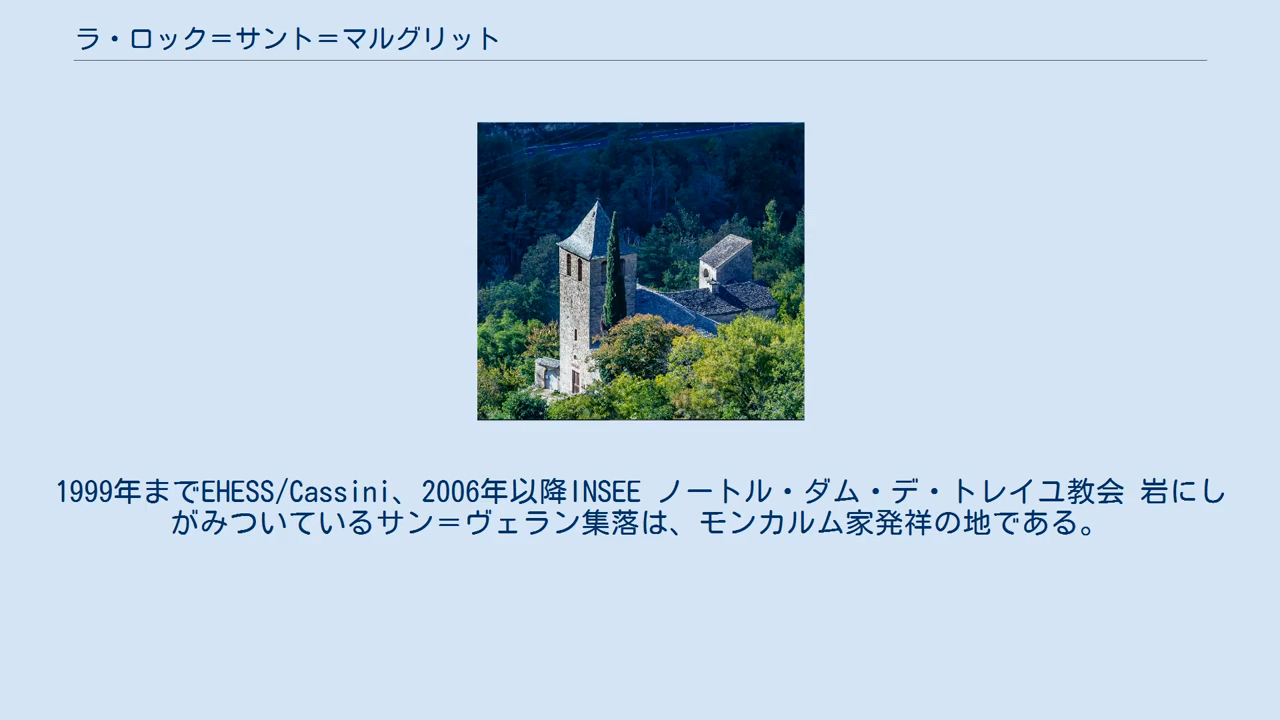 ラ・ロック＝サント＝マルグリット
1999年までEHESS/Cassini、2006年以降INSEE ノートル・ダム・デ・トレイユ教会 岩にし
がみついているサン＝ヴェラン集落は、モンカルム家発祥の地である。